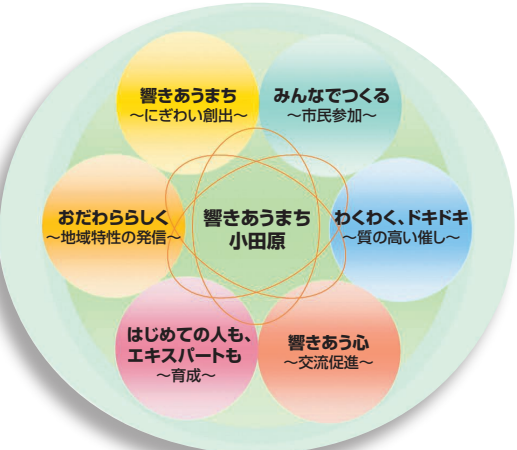 響きあうまち
～にぎわい創出～
みんなでつくる
～市民参加～
おだわららしく
～地域特性の発信～
響きあうまち
小田原
わくわく、ドキドキ
～質の高い催し～
はじめての人も、
エキスパートも
～育成～
響きあう心
～交流促進～